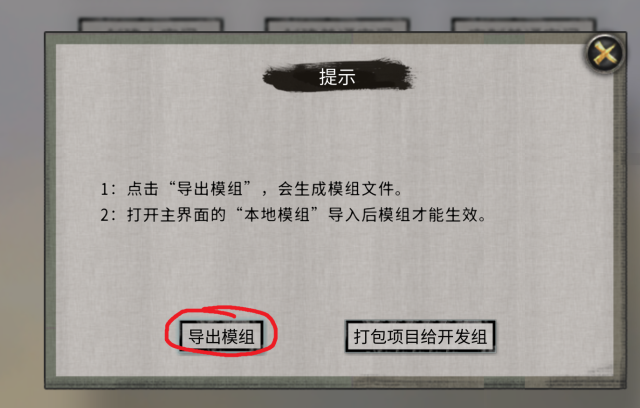 提示
1：点击“导出模组”，会生成模组文件。
2：打开主界面的“本地模组”导入后模组才能生效。
导出模组
打包项目给开发组